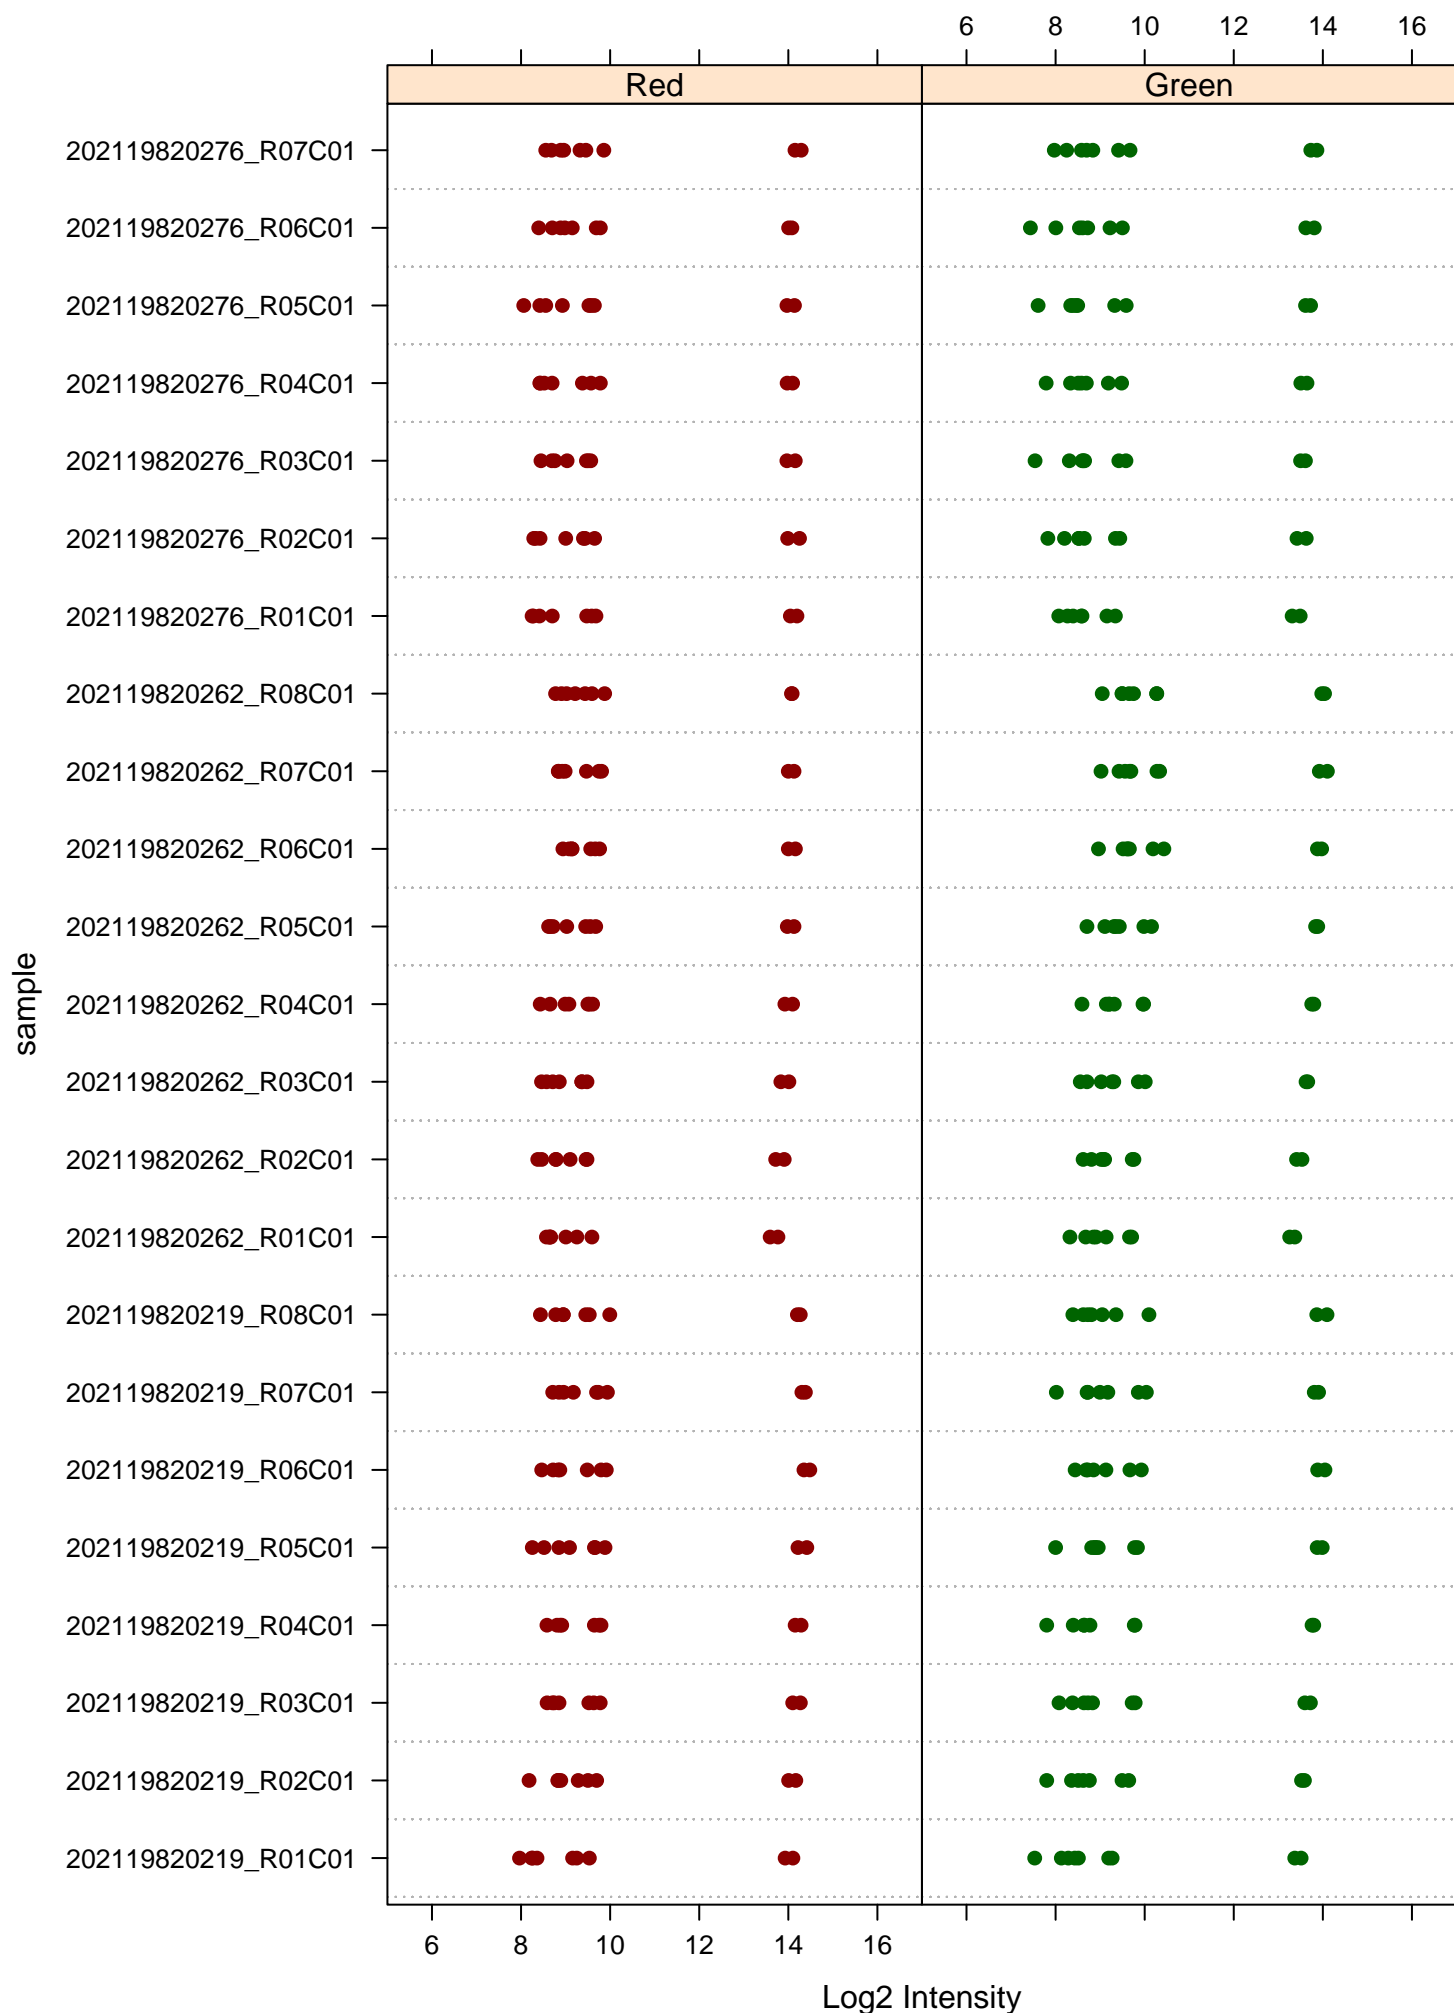 6 8 10 12 14 16
Red Green
202119820276_R07C01
202119820276_R06C01
202119820276_R05C01
202119820276_R04C01
202119820276_R03C01
202119820276_R02C01
202119820276_R01C01
202119820262_R08C01
202119820262_R07C01
202119820262_R06C01
202119820262_R05C01
sample
202119820262_R04C01
202119820262_R03C01
202119820262_R02C01
202119820262_R01C01
202119820219_R08C01
202119820219_R07C01
202119820219_R06C01
202119820219_R05C01
202119820219_R04C01
202119820219_R03C01
202119820219_R02C01
202119820219_R01C01
6 8 10 12 14 16
Log2 Intensity